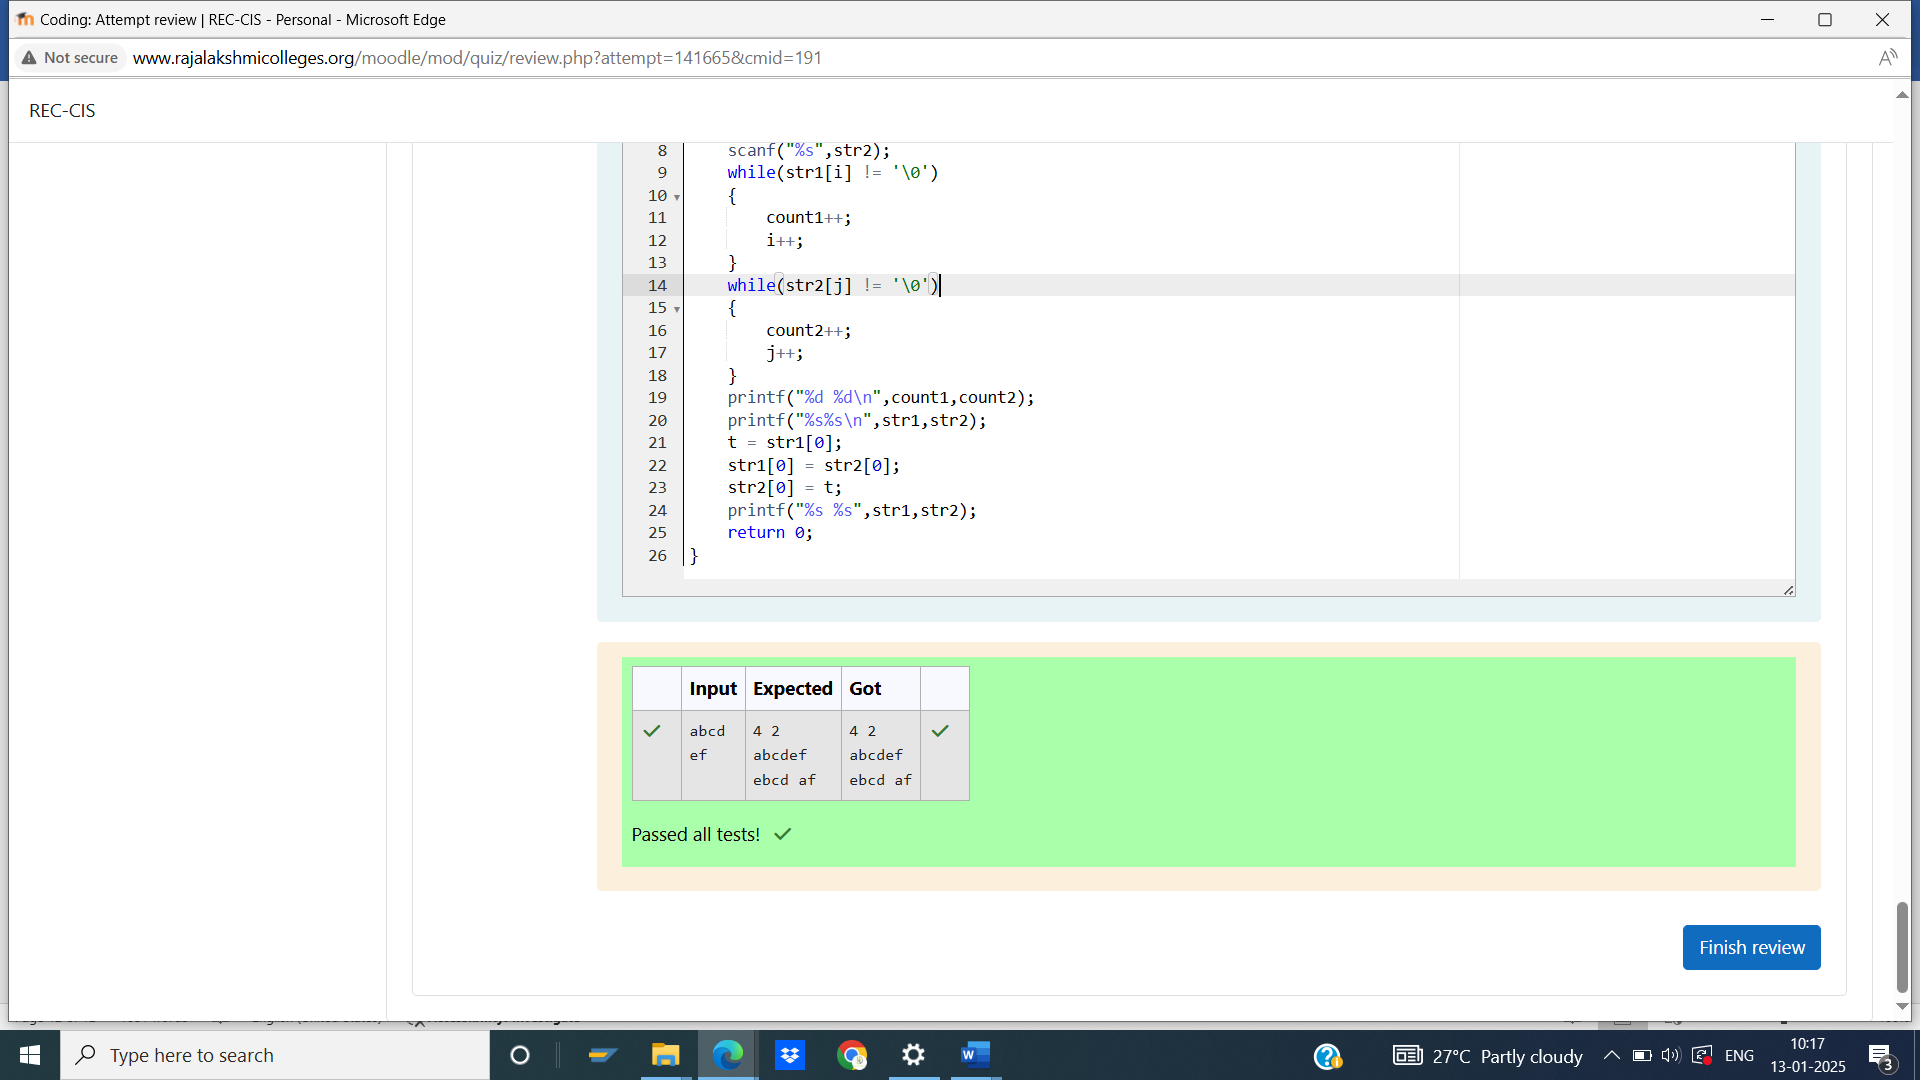 Coding: Attempt review | REC-CIS - Personal - Microsoft Edge
Not secure www.rajalakshmicolleges.org/moodle/mod/quiz/review.php?attempt=141665&cmid=191
REC-CIS
8 scanf("%s",str2);
9 while(str1[i] != '\0')
10 {
11 count1++;
12 i++;
13 }
14 while(str2[j] != '\0')
15 {
16 count2++;
17 j++;
18 }
19 printf("%d %d\n",count1,count2);
20 printf("%s%s\n",str1,str2);
21 t = str1[0];
22 str1[0] = str2[0];
23 str2[0] = t;
24 printf("%s %s",str1,str2);
25 return 0;
26 }
Input Expected Got
abcd 4 2 4 2
ef abcdef abcdef
ebcd af ebcd af
Passed all tests!
Finish review
Type here to search
27°C Partly cloudy
ENG
10:17
13-01-2025
3